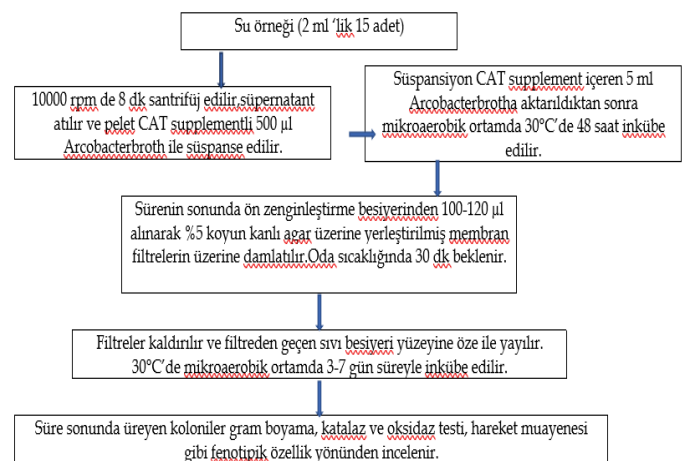 Su örneği (2 ml ‘lik 15 adet)
10000 rpm de 8 dk santrifüj edilir,süpernatant
atılır ve pelet CAT supplementli 500 µl
Arcobacterbroth ile süspanse edilir.
Süspansiyon CAT supplement içeren 5 ml
Arcobacterbrotha aktarıldıktan sonra
mikroaerobik ortamda 30°C’de 48 saat inkübe
edilir.
Sürenin sonunda ön zenginleştirme besiyerinden 100-120 µl
alınarak %5 koyun kanlı agar üzerine yerleştirilmiş membran
filtrelerin üzerine damlatılır.Oda sıcaklığında 30 dk beklenir.
Filtreler kaldırılır ve filtreden geçen sıvı besiyeri yüzeyine öze ile yayılır.
30°C’de mikroaerobik ortamda 3-7 gün süreyle inkübe edilir.
Süre sonunda üreyen koloniler gram boyama, katalaz ve oksidaz testi, hareket muayenesi
gibi fenotipik özellik yönünden incelenir.